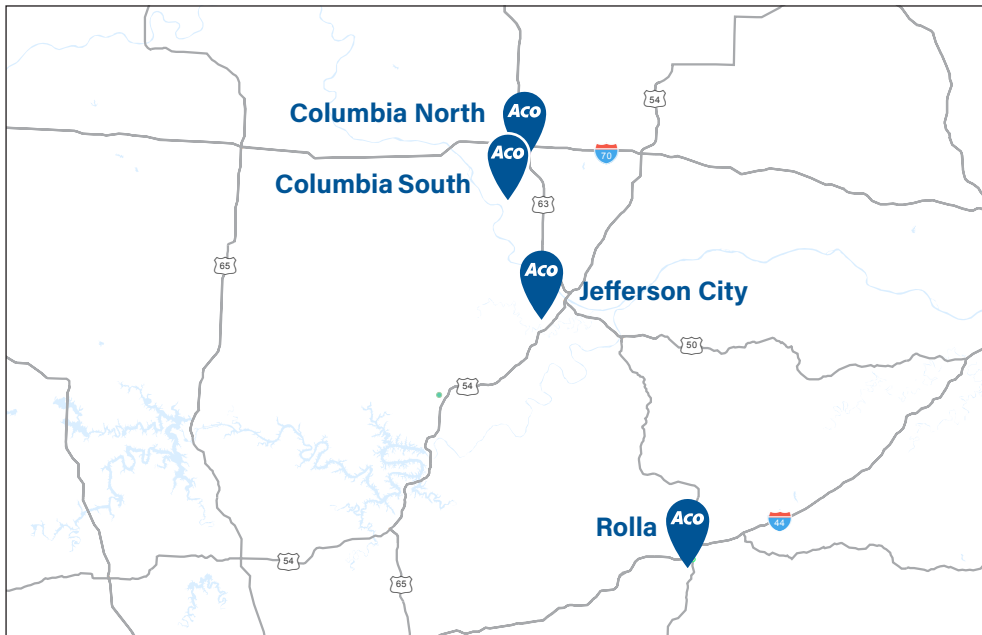 54
Columbia North
Aco
70
Aco
Columbia South
63
65
Aco
Jefferson City
50
54
Aco
Rolla
44
54
65